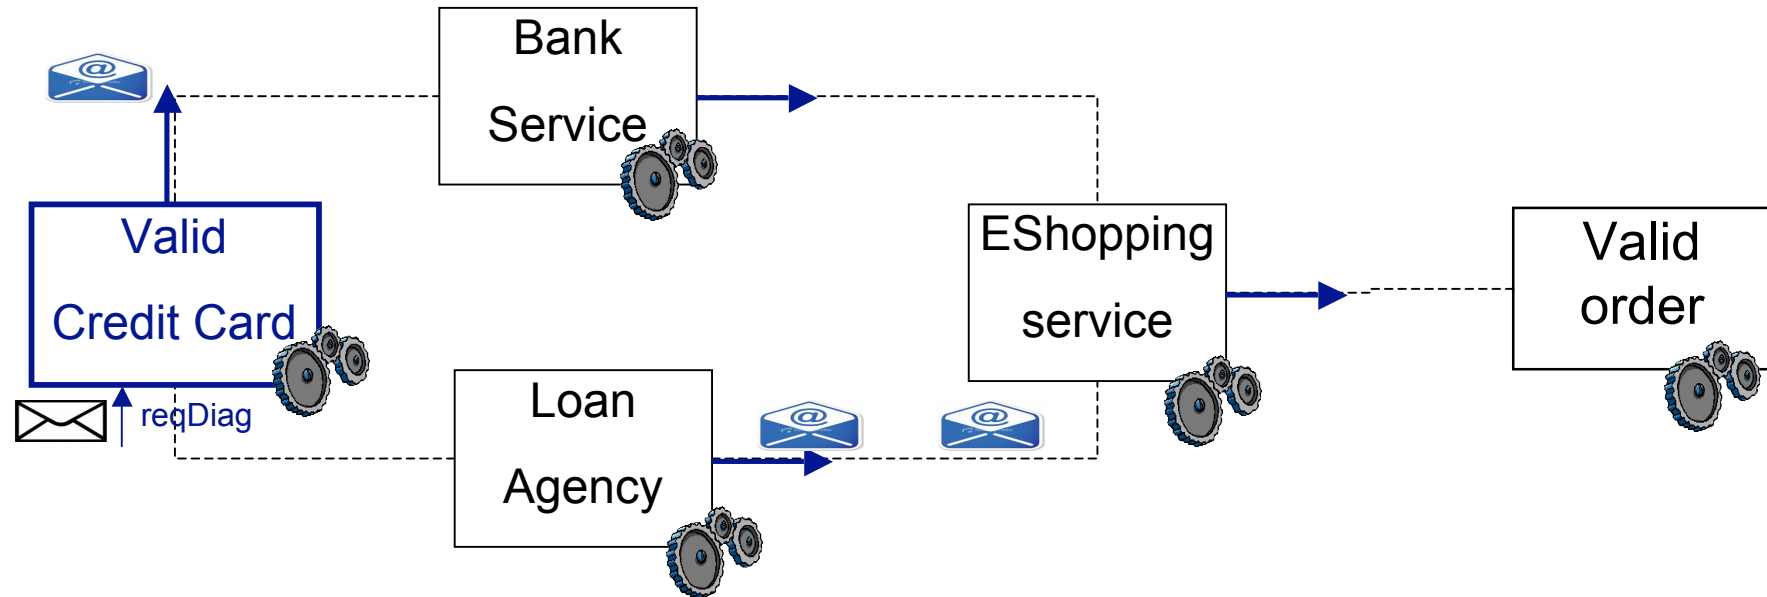 Bank
Service
Valid
Credit Card
EShopping
service
Valid
order
reqDiag
Loan
Agency
@
@
@